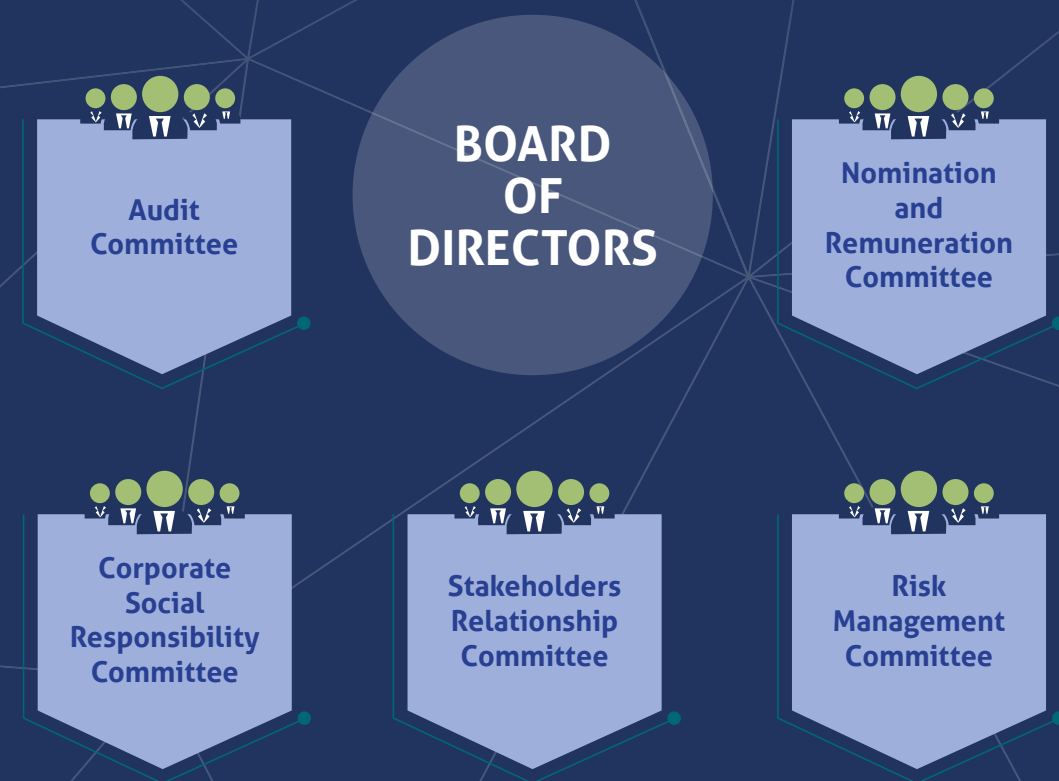 Audit
Committee
BOARD
OF
DIRECTORS
Nomination
and
Remuneration
Committee
Corporate
Social
Responsibility
Committee
Stakeholders
Relationship
Committee
Risk
Management
Committee